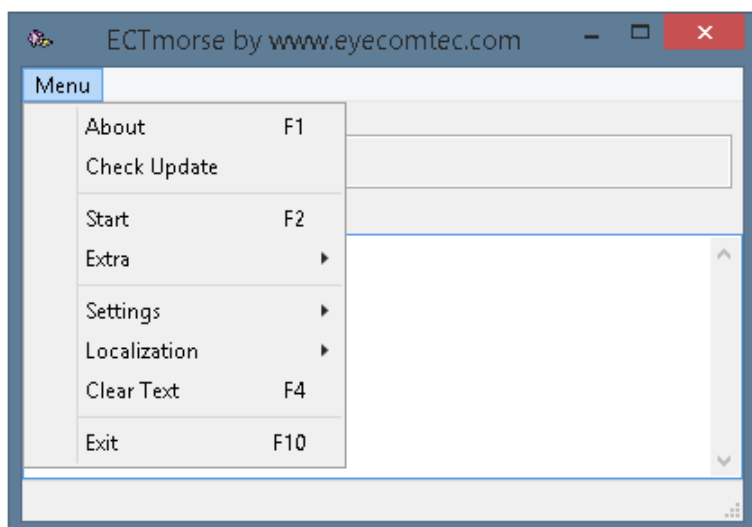 ECTmorse by www.eyecomtec.com
Menu
About F1
Check Update
Start F2
Extra
Settings
Localization
Clear Text F4
Exit F10